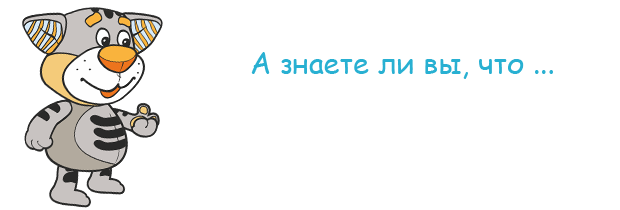 А знаете ли вы, что ...